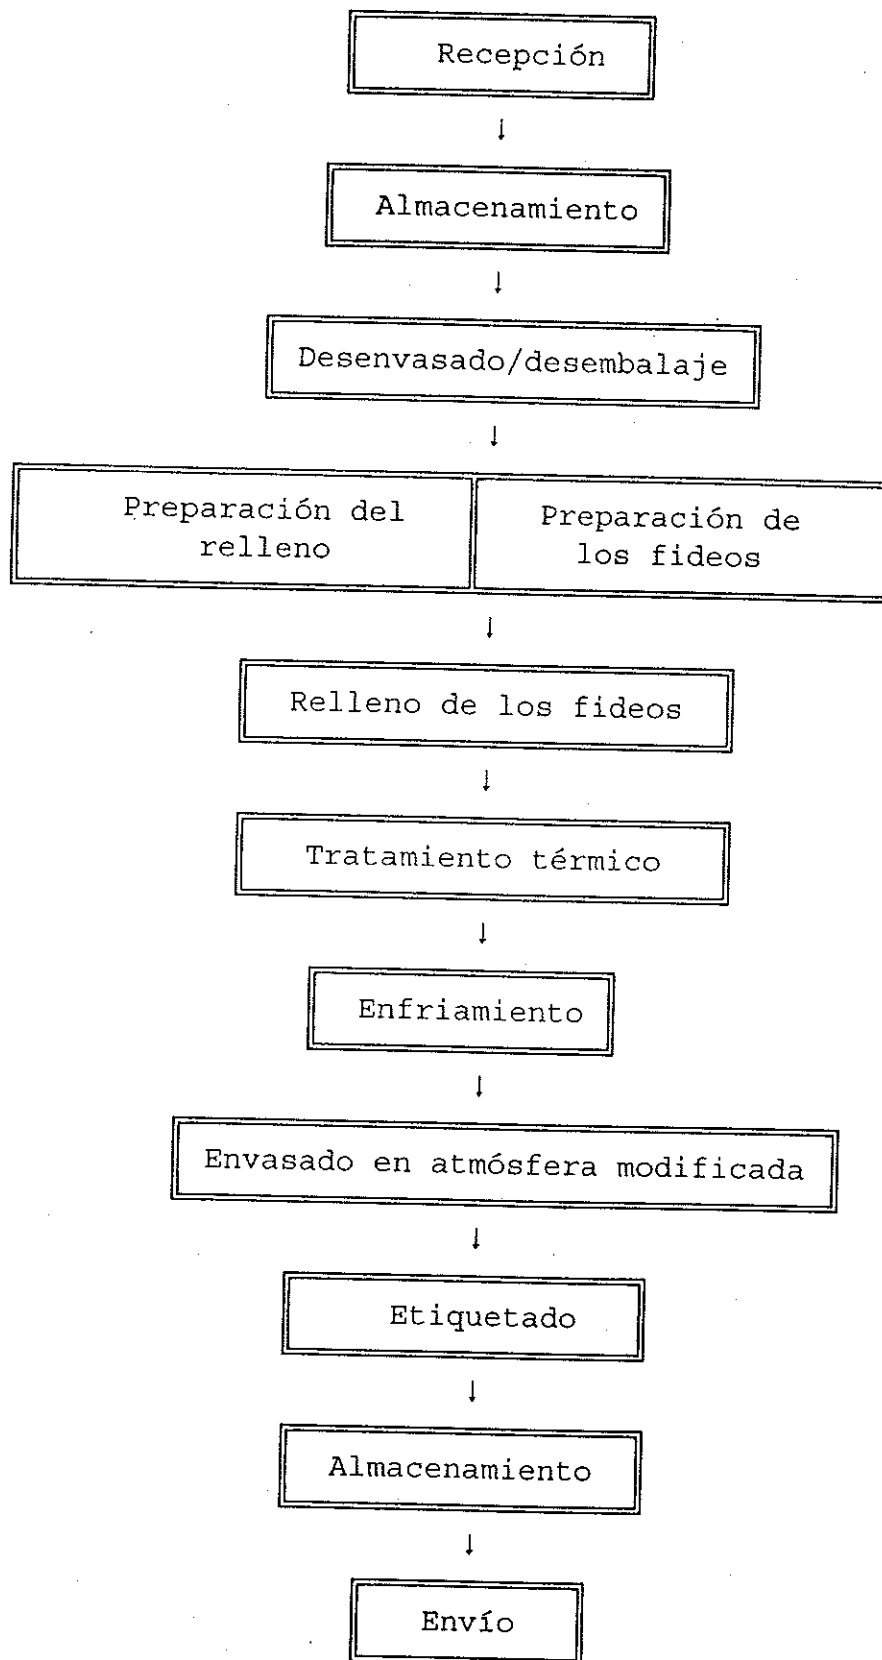 Recepción
↓
Almacenamiento
↓
Desenvasado/desembalaje
↓
Preparación del
relleno
Preparación de
los fideos
↓
Relleno de los fideos
↓
Tratamiento térmico
↓
Enfriamiento
↓
Envasado en atmósfera modificada
↓
Etiquetado
↓
Almacenamiento
↓
Envío